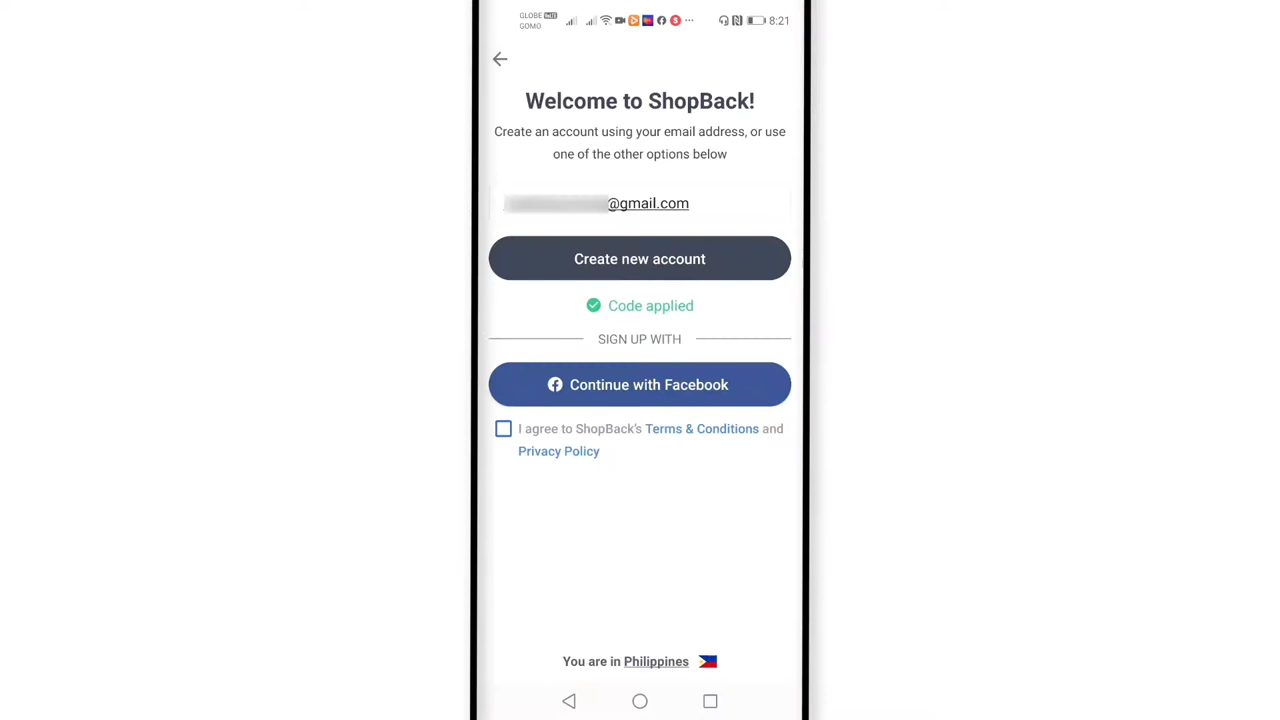 GLOBE VoLTE
GOMO
8:21
Welcome to ShopBack!
Create an account using your email address, or use
one of the other options below
@gmail.com
Create new account
Code applied
SIGN UP WITH
Continue with Facebook
I agree to ShopBack's Terms & Conditions and
Privacy Policy
You are in Philippines